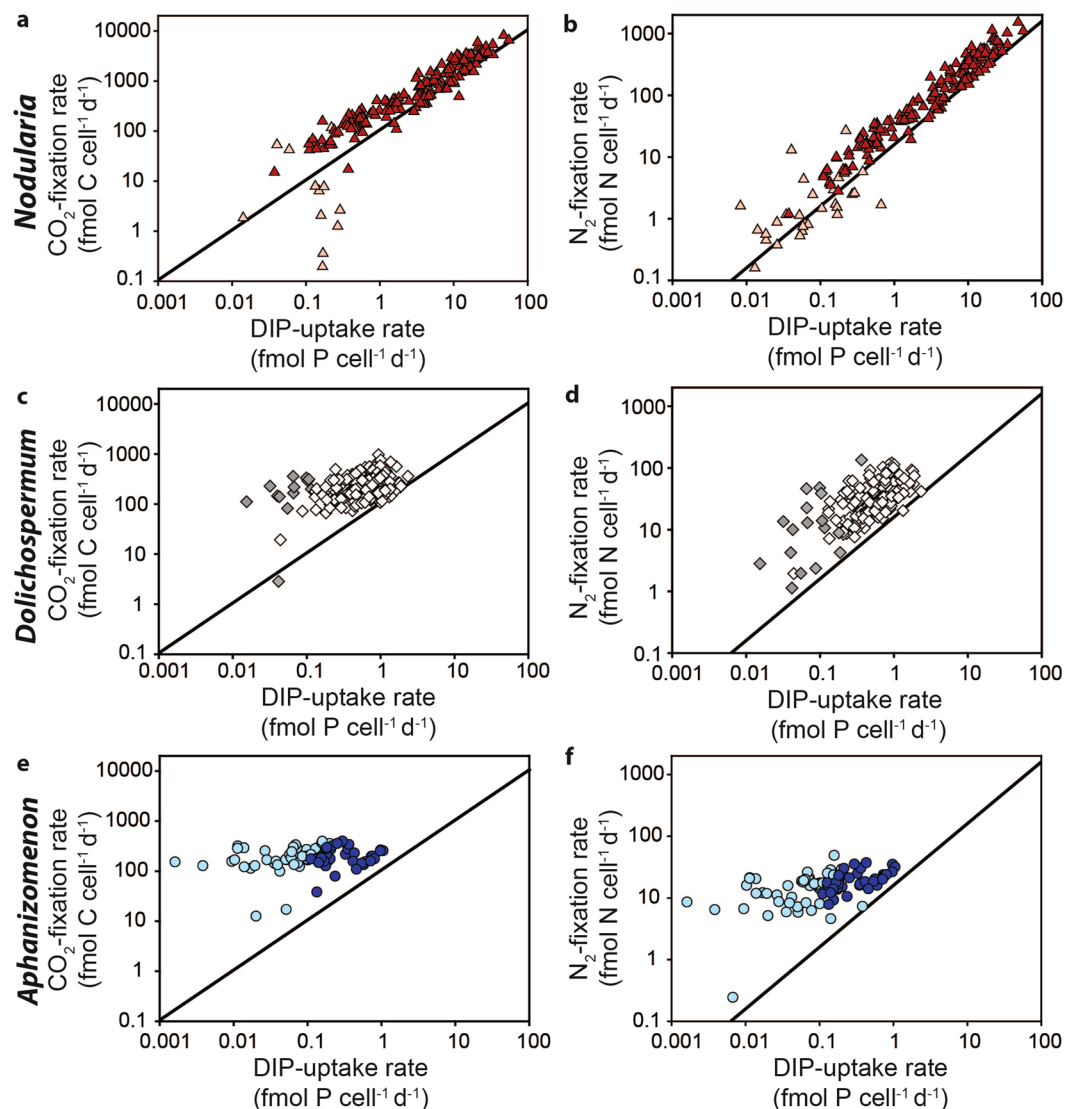 a
Nodularia
CO₂-fixation rate
(fmol C cell⁻¹ d⁻¹)
10000
1000
100
10
1
0.1
0.001 0.01 0.1 1 10 100
DIP-uptake rate
(fmol P cell⁻¹ d⁻¹)
b
N₂-fixation rate
(fmol N cell⁻¹ d⁻¹)
1000
100
10
1
0.1
0.001 0.01 0.1 1 10 100
DIP-uptake rate
(fmol P cell⁻¹ d⁻¹)
c
Dolichospermum
CO₂-fixation rate
(fmol C cell⁻¹ d⁻¹)
10000
1000
100
10
1
0.1
0.001 0.01 0.1 1 10 100
DIP-uptake rate
(fmol P cell⁻¹ d⁻¹)
d
N₂-fixation rate
(fmol N cell⁻¹ d⁻¹)
1000
100
10
1
0.1
0.001 0.01 0.1 1 10 100
DIP-uptake rate
(fmol P cell⁻¹ d⁻¹)
e
Aphanizomenon
CO₂-fixation rate
(fmol C cell⁻¹ d⁻¹)
10000
1000
100
10
1
0.1
0.001 0.01 0.1 1 10 100
DIP-uptake rate
(fmol P cell⁻¹ d⁻¹)
f
N₂-fixation rate
(fmol N cell⁻¹ d⁻¹)
1000
100
10
1
0.1
0.001 0.01 0.1 1 10 100
DIP-uptake rate
(fmol P cell⁻¹ d⁻¹)